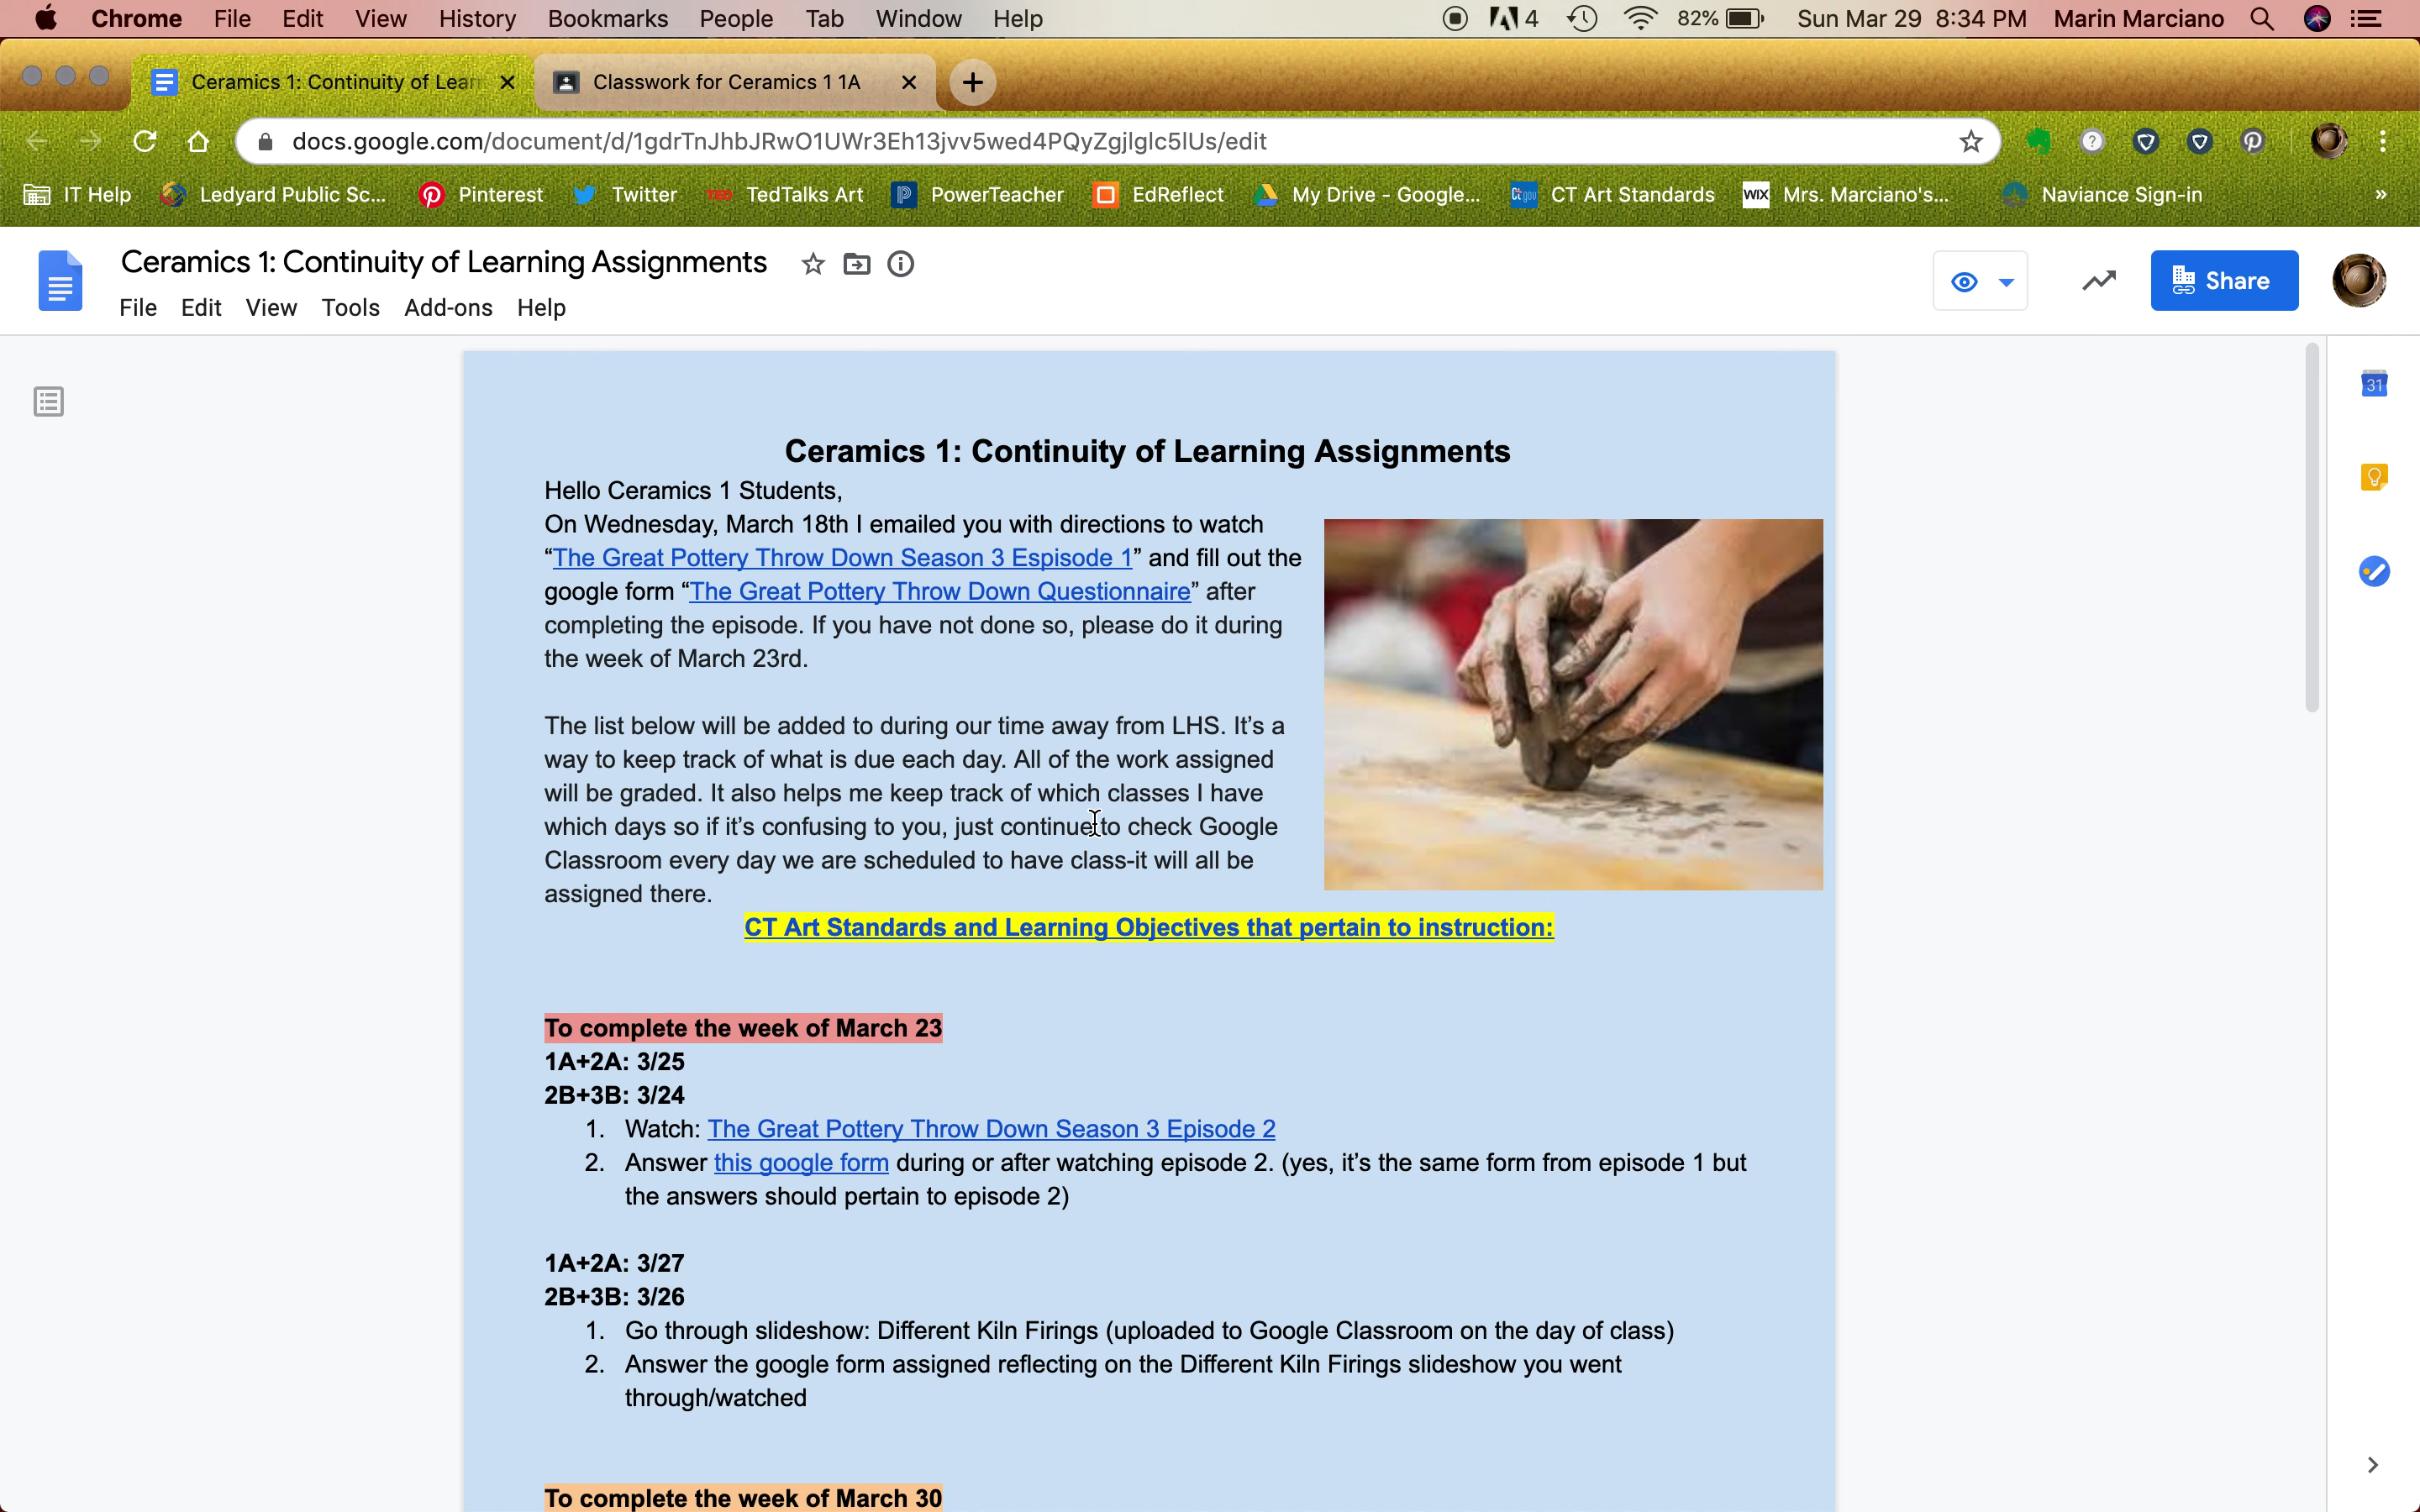 Chrome File Edit View History Bookmarks People Tab Window Help 4 82% Sun Mar 29 8:34 PM Marin Marciano
Ceramics 1: Continuity of Lear Classwork for Ceramics 1 1A
docs.google.com/document/d/1gdrTnJhbJRwO1UWr3Eh13jvv5wed4PQyZgjlglc5lUs/edit
IT Help Ledyard Public Sc... Pinterest Twitter TED TedTalks Art PowerTeacher EdReflect My Drive - Google... CT.gov CT Art Standards WIX Mrs. Marciano's... Naviance Sign-in »
Ceramics 1: Continuity of Learning Assignments
File Edit View Tools Add-ons Help
Share
31
Ceramics 1: Continuity of Learning Assignments
Hello Ceramics 1 Students,
On Wednesday, March 18th I emailed you with directions to watch
“The Great Pottery Throw Down Season 3 Espisode 1” and fill out the
google form “The Great Pottery Throw Down Questionnaire” after
completing the episode. If you have not done so, please do it during
the week of March 23rd.
The list below will be added to during our time away from LHS. It’s a
way to keep track of what is due each day. All of the work assigned
will be graded. It also helps me keep track of which classes I have
which days so if it’s confusing to you, just continue to check Google
Classroom every day we are scheduled to have class-it will all be
assigned there.
CT Art Standards and Learning Objectives that pertain to instruction:
To complete the week of March 23
1A+2A: 3/25
2B+3B: 3/24
1. Watch: The Great Pottery Throw Down Season 3 Episode 2
2. Answer this google form during or after watching episode 2. (yes, it’s the same form from episode 1 but
the answers should pertain to episode 2)
1A+2A: 3/27
2B+3B: 3/26
1. Go through slideshow: Different Kiln Firings (uploaded to Google Classroom on the day of class)
2. Answer the google form assigned reflecting on the Different Kiln Firings slideshow you went
through/watched
To complete the week of March 30